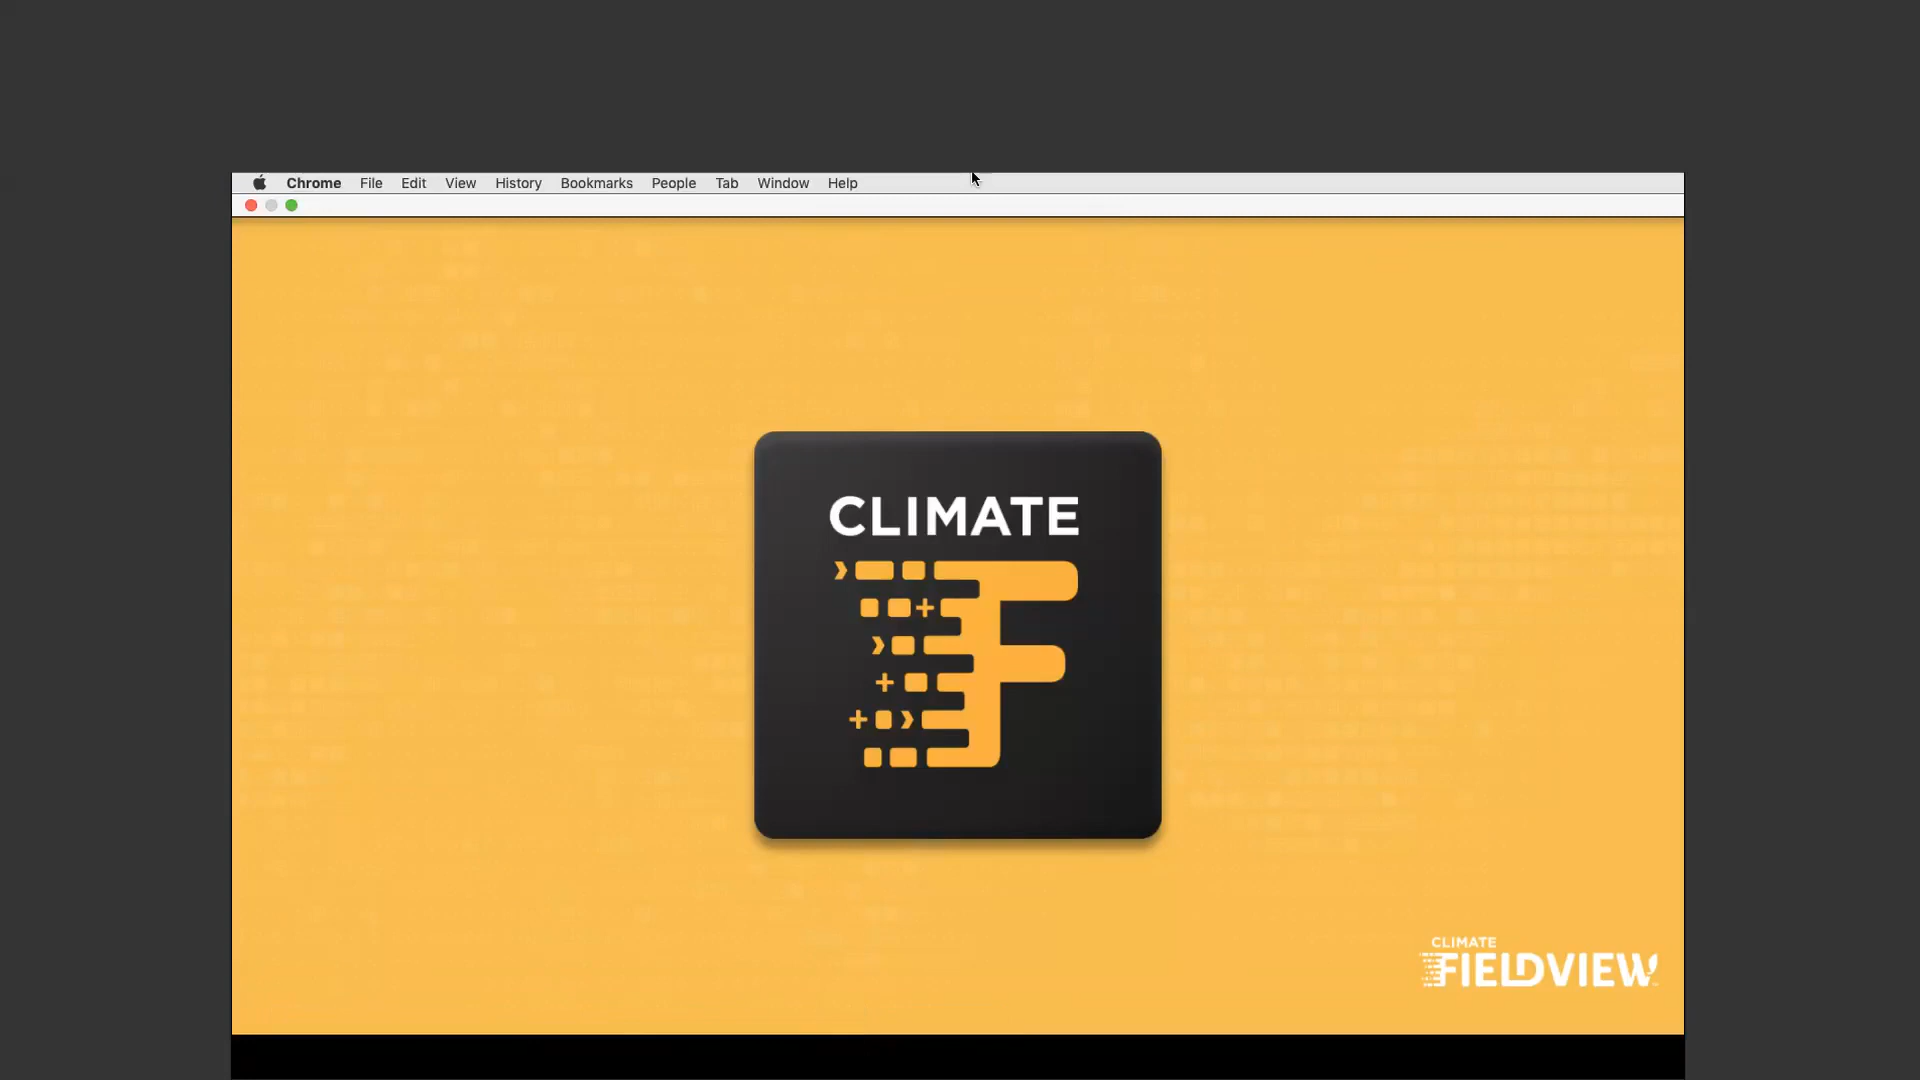 Chrome File Edit View History Bookmarks People Tab Window Help
CLIMATE
F
CLIMATE
FIELDVIEW